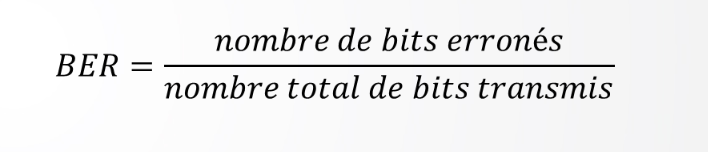 BER = nombre de bits erronés
nombre total de bits transmis